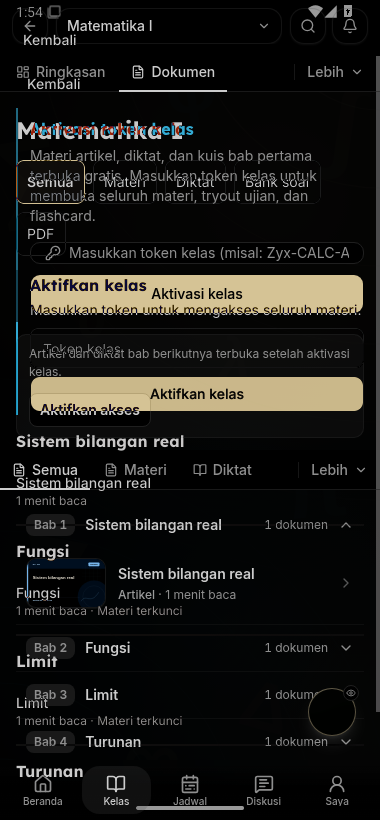 1:54
Kembali
Matematika I
Kembali
Ringkasan
Dokumen
Lebih
Aktivasi token kelas
Matematika I
Materi artikel, diktat, dan kuis bab pertama
terbuka gratis. Masukkan token kelas untuk
membuka seluruh materi, tryout ujian, dan
flashcard.
Semua
Materi
Diktat
Bank soal
PDF
Masukkan token kelas (misal: Zyx-CALC-A
Aktifkan kelas
Aktivasi kelas
Masukkan token untuk mengakses seluruh materi.
Token kelas
Artikel dan diktat bab berikutnya terbuka setelah aktivasi
kelas.
Aktifkan kelas
Aktifkan akses
Sistem bilangan real
Semua
Materi
Diktat
Lebih
Sistem bilangan real
1 menit baca
Bab 1
Sistem bilangan real
1 dokumen
Fungsi
Sistem bilangan real
Sistem bilangan real
Artikel · 1 menit baca
Fungsi
1 menit baca · Materi terkunci
Bab 2
Fungsi
1 dokumen
Limit
Bab 3
Limit
1 dokumen
Limit
1 menit baca · Materi terkunci
Bab 4
Turunan
1 dokumen
Turunan
Beranda
Kelas
Jadwal
Diskusi
Saya